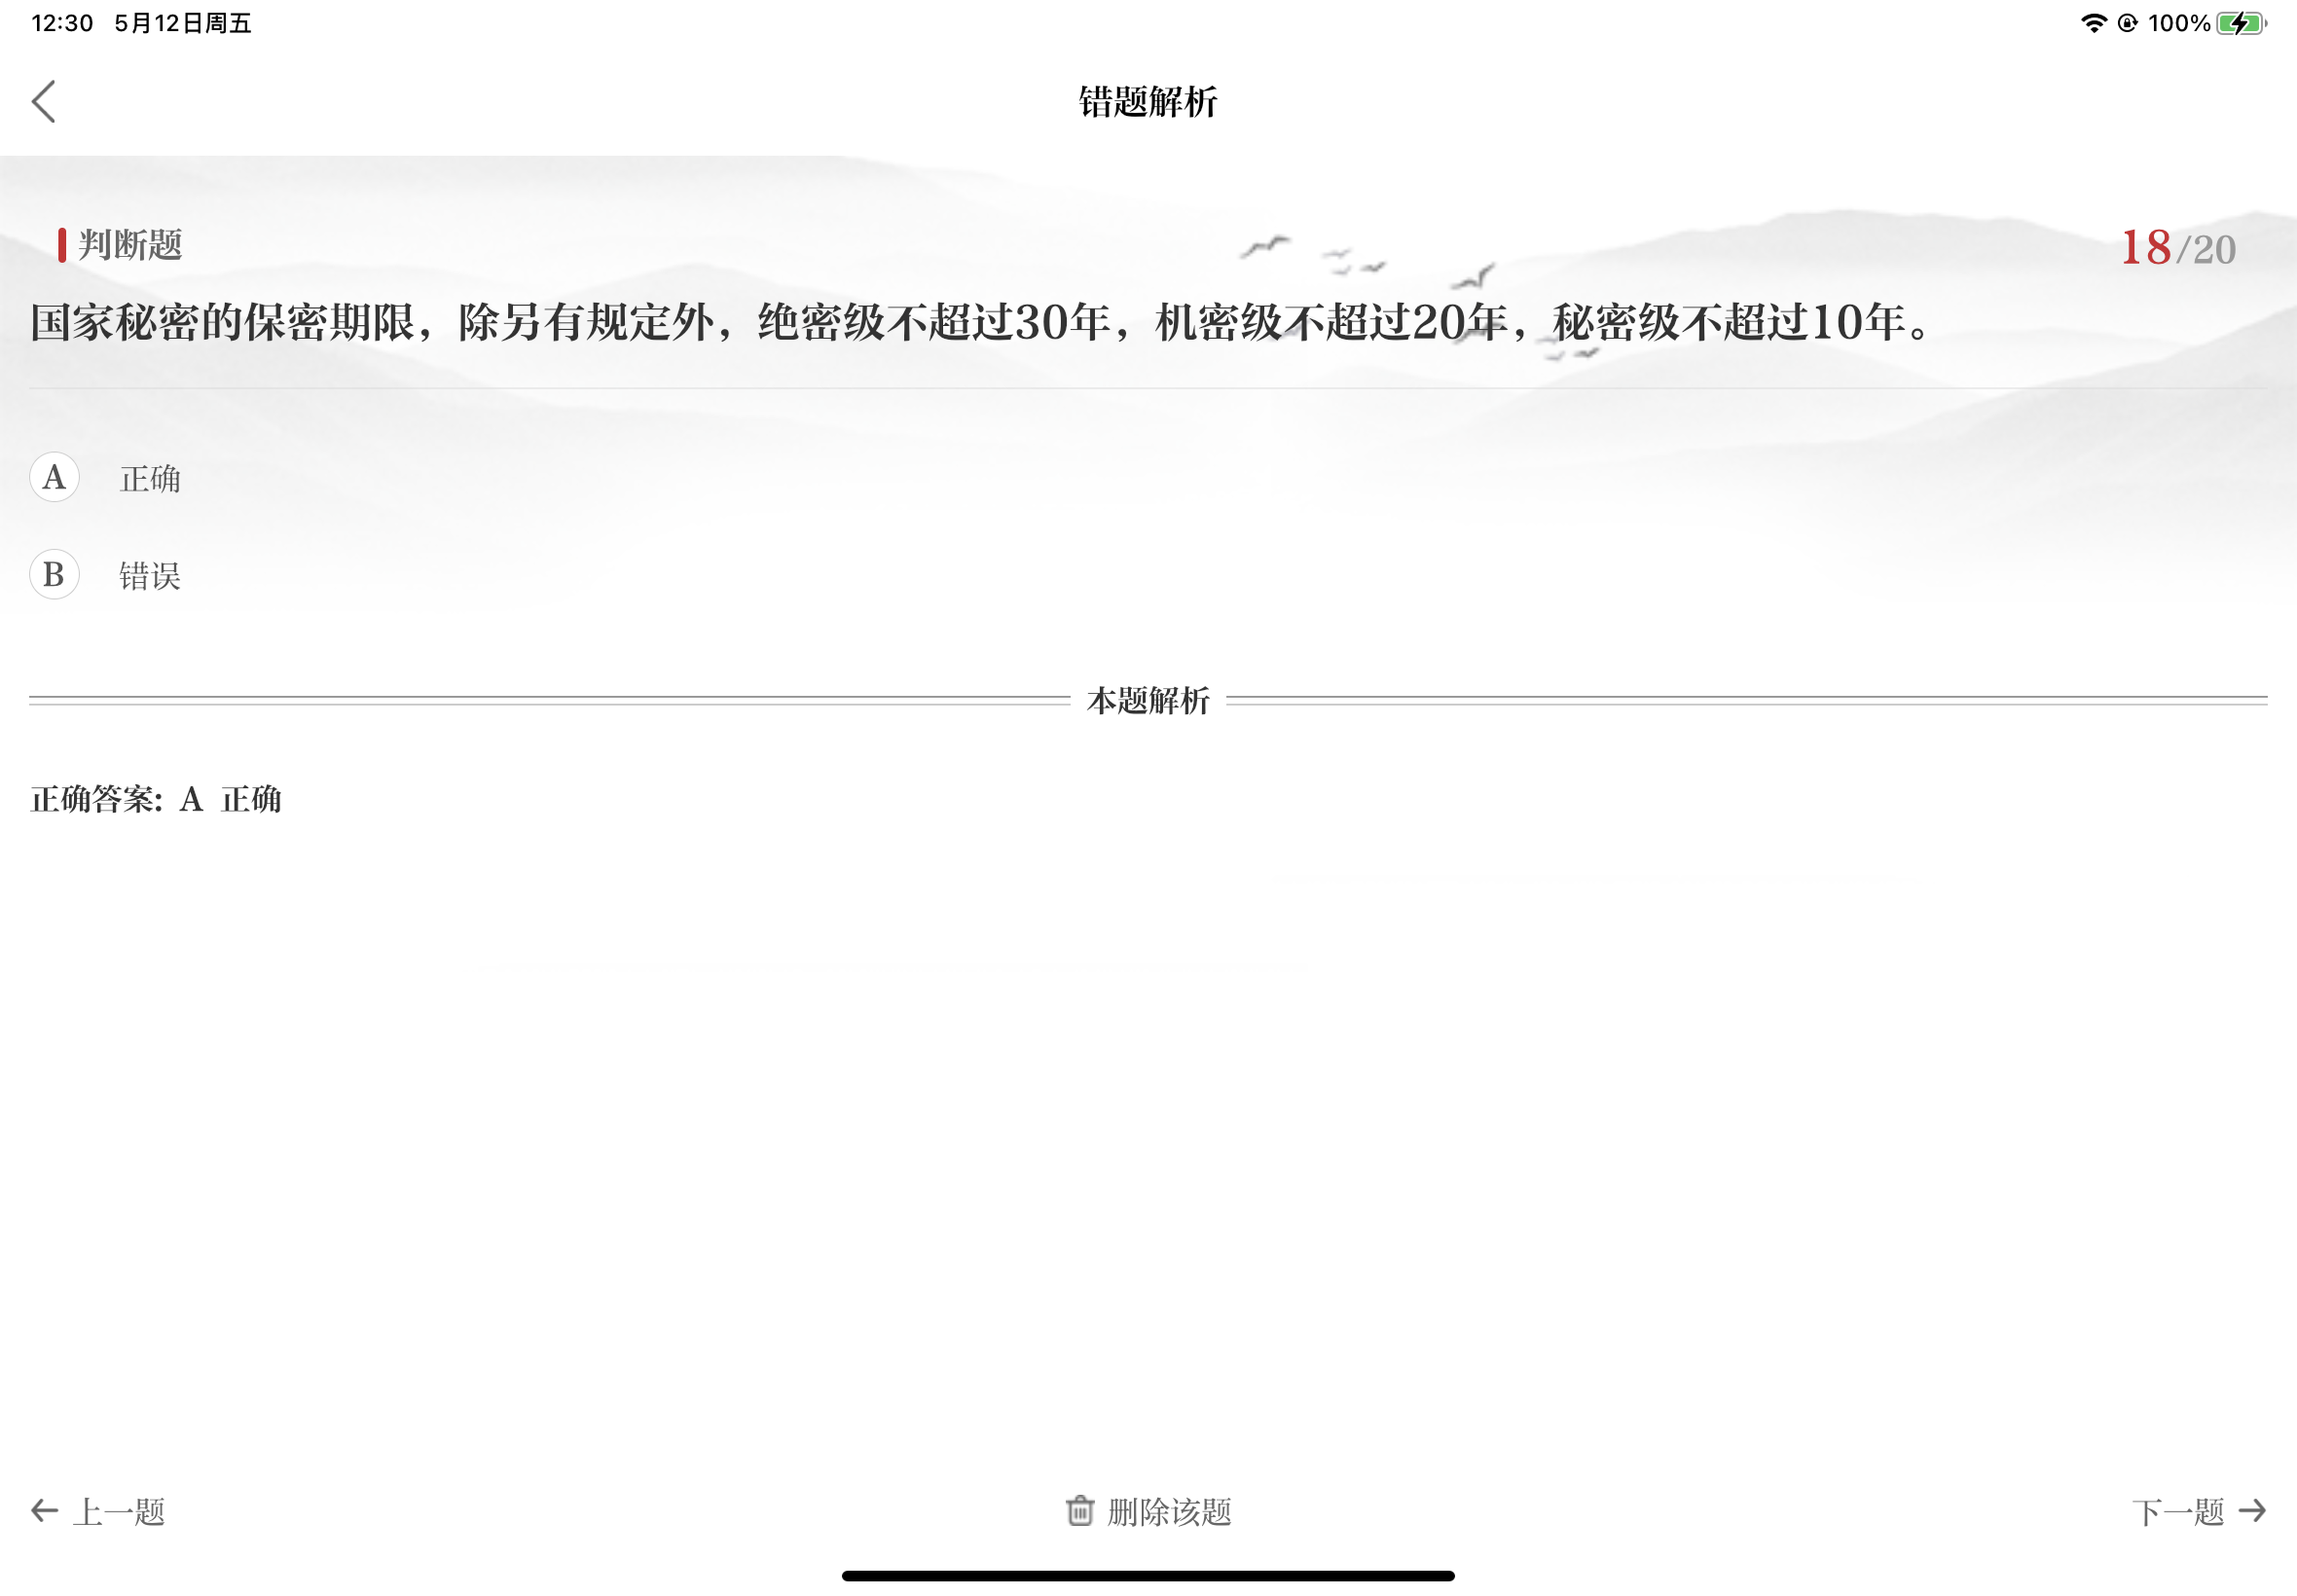 12:30 5月12日周五
100%
错题解析
判断题
18/20
国家秘密的保密期限，除另有规定外，绝密级不超过30年，机密级不超过20年，秘密级不超过10年。
A 正确
B 错误
本题解析
正确答案: A 正确
上一题
删除该题
下一题